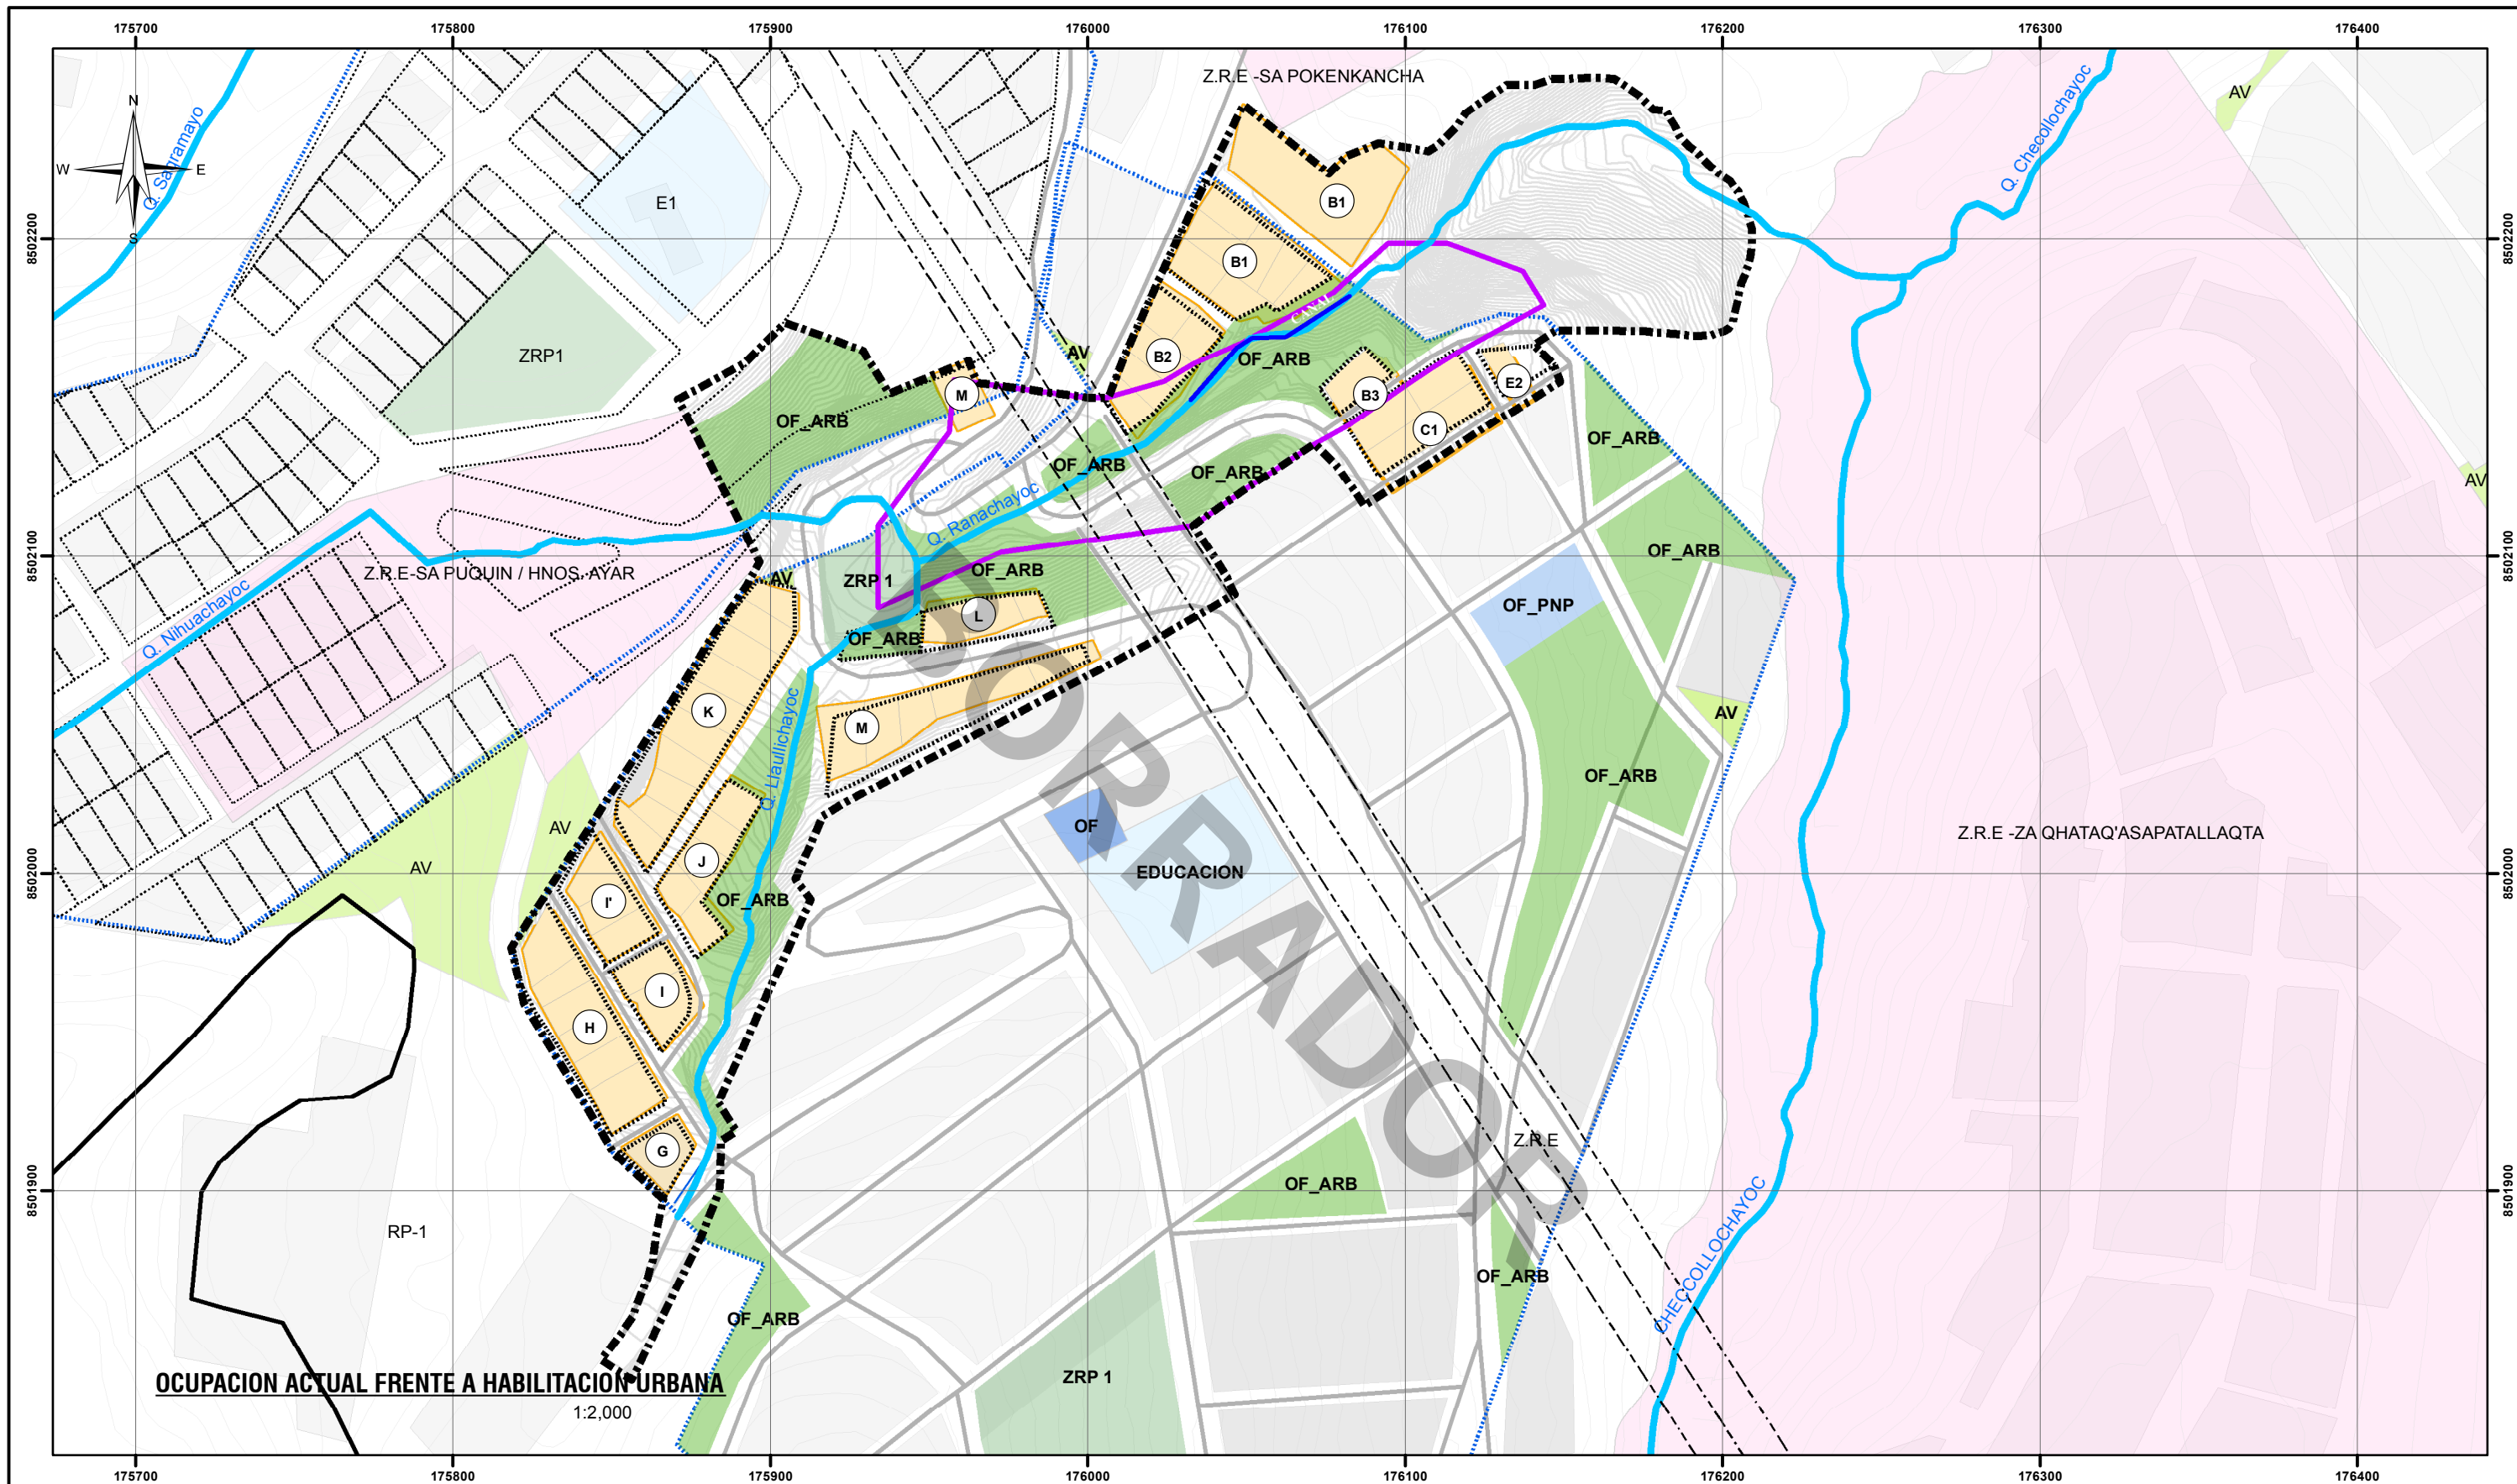 175700 175800 175900 176000 176100 176200 176300 176400
Z.R.E -SA POKENKANCHA
Q. Checollochayoc
AV
N
Q. Sagramayo
W E
S
E1
B1
8502200 8502200
B1
ZRP1
AV
B2
OF_ARB
E2
M
B3
OF_ARB
C1
OF_ARB
OF_ARB
OF_ARB
AV
Q. Ranachayoc
8502100 8502100
OF_ARB
Z.R.E-SA PUQUIN / HNOS. AYAR
AV
ZRP 1
OF_ARB
Q. Nihuachayoc
OF_PNP
L
OF_ARB
K
AV
M
Q. Llaullichayoc
OF_ARB
AV
OF
Z.R.E -ZA QHATAQ'ASAPATALLAQTA
J
AV
EDUCACION
8502000 8502000
I'
OF_ARB
I
H
BORRADOR
Z.R.E
G
OF_ARB
8501900 8501900
RP-1
CHECCOLLOCHAYOC
OF_ARB
OF_ARB
ZRP 1
OCUPACION ACTUAL FRENTE A HABILITACION URBANA
1:2,000
175700 175800 175900 176000 176100 176200 176300 176400